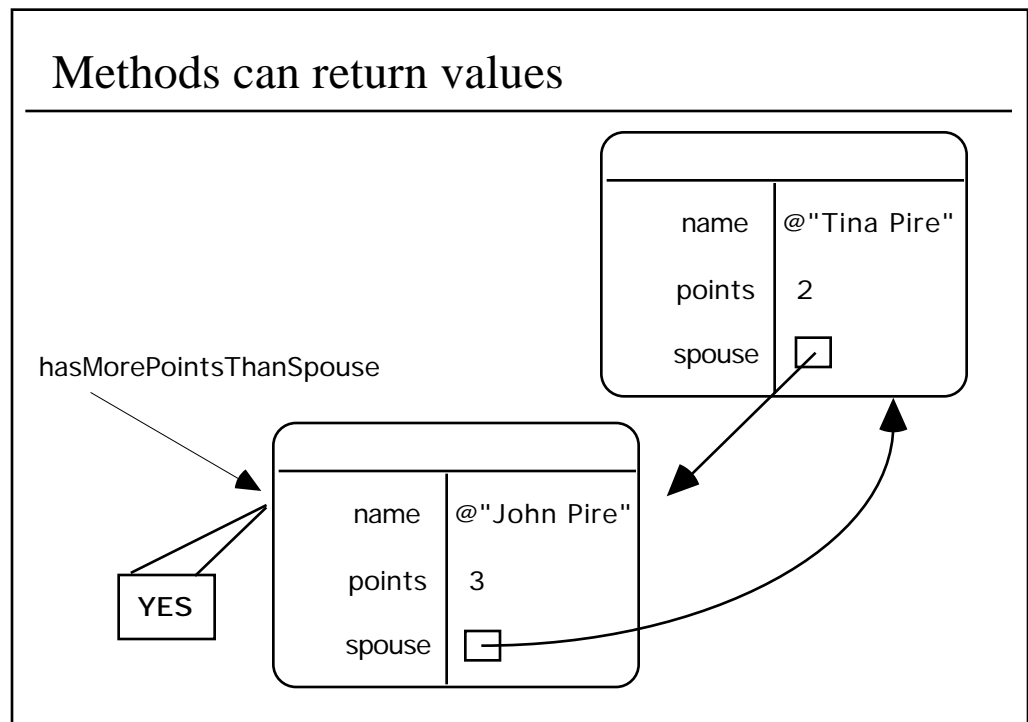 Methods can return values
name @"Tina Pire"
points 2
spouse
hasMorePointsThanSpouse
name @"John Pire"
points 3
YES
spouse